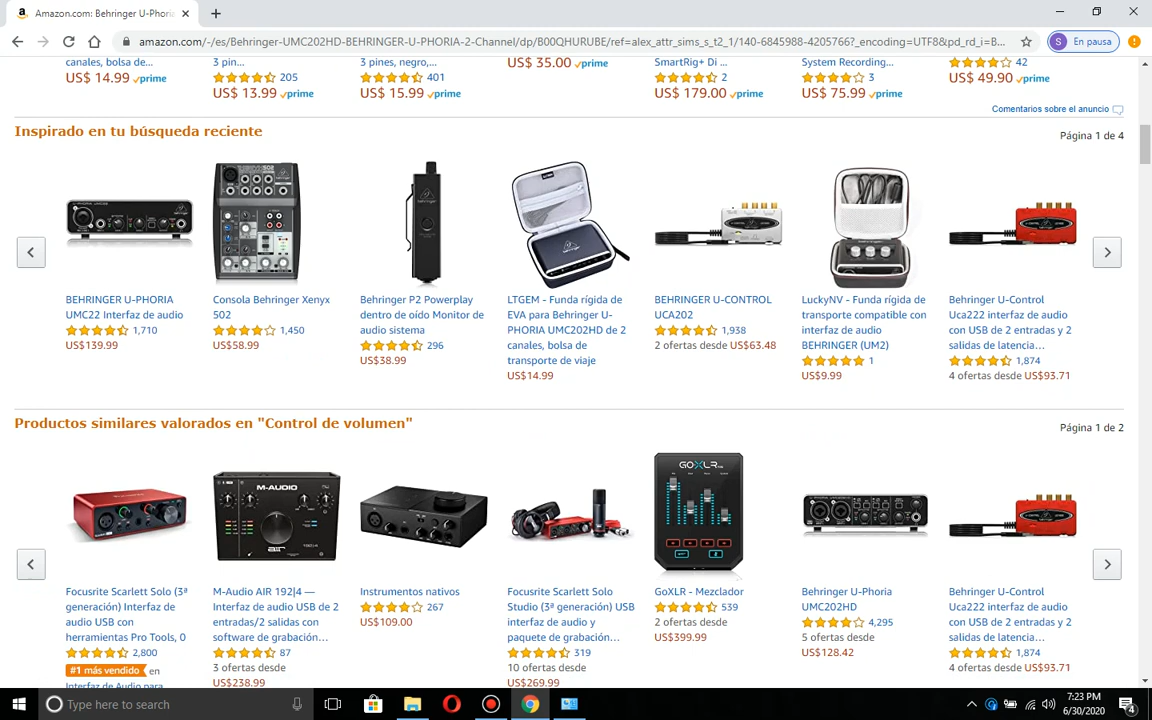 Amazon.com: Behringer U-Phoria
amazon.com/-/es/Behringer-UMC202HD-BEHRINGER-U-PHORIA-2-Channel/dp/B00QHURUBE/ref=alex_attr_sims_s_t2_1/140-6845988-4205766?_encoding=UTF8&pd_rd_i=B...
S En pausa
canales, bolsa de...
US$ 14.99 prime
3 pin...
205
US$ 13.99 prime
3 pines, negro,...
401
US$ 15.99 prime
US$ 35.00 prime
SmartRig+ Di ...
2
US$ 179.00 prime
System Recording...
3
US$ 75.99 prime
42
US$ 49.90 prime
Comentarios sobre el anuncio
Inspirado en tu búsqueda reciente
Página 1 de 4
BEHRINGER U-PHORIA
UMC22 Interfaz de audio
1,710
US$139.99
Consola Behringer Xenyx
502
1,450
US$58.99
Behringer P2 Powerplay
dentro de oído Monitor de
audio sistema
296
US$38.99
LTGEM - Funda rígida de
EVA para Behringer U-
PHORIA UMC202HD de 2
canales, bolsa de
transporte de viaje
US$14.99
BEHRINGER U-CONTROL
UCA202
1,938
2 ofertas desde US$63.48
LuckyNV - Funda rígida de
transporte compatible con
interfaz de audio
BEHRINGER (UM2)
1
US$9.99
Behringer U-Control
Uca222 interfaz de audio
con USB de 2 entradas y 2
salidas de latencia...
1,874
4 ofertas desde US$93.71
Productos similares valorados en "Control de volumen"
Página 1 de 2
M-AUDIO
GOXLR
Focusrite Scarlett Solo (3ª
generación) Interfaz de
audio USB con
herramientas Pro Tools, 0
2,800
#1 más vendido en
Interfaz de Audio para
M-Audio AIR 192|4 —
Interfaz de audio USB de 2
entradas/2 salidas con
software de grabación...
87
3 ofertas desde
US$238.99
Instrumentos nativos
267
US$109.00
Focusrite Scarlett Solo
Studio (3ª generación) USB
interfaz de audio y
paquete de grabación...
319
10 ofertas desde
US$269.99
GoXLR - Mezclador
539
2 ofertas desde
US$399.99
Behringer U-Phoria
UMC202HD
4,295
5 ofertas desde
US$128.42
Behringer U-Control
Uca222 interfaz de audio
con USB de 2 entradas y 2
salidas de latencia...
1,874
4 ofertas desde US$93.71
Type here to search
7:23 PM
6/30/2020
4